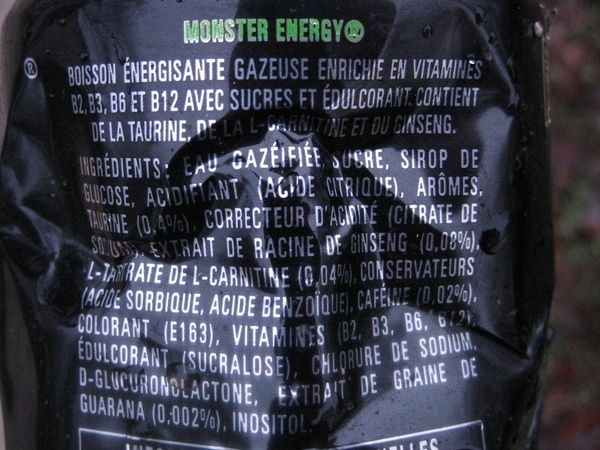 MONSTER ENERGY
®
BOISSON ÉNERGISANTE GAZEUSE ENRICHIE EN VITAMINES
B2, B3, B6 ET B12 AVEC SUCRES ET ÉDULCORANT. CONTIENT
DE LA TAURINE, DE LA L-CARNITINE ET DU GINSENG.
INGRÉDIENTS: EAU GAZÉIFIÉE, SUCRE, SIROP DE
GLUCOSE, ACIDIFIANT (ACIDE CITRIQUE), ARÔMES,
TAURINE (0,4%), CORRECTEUR D'ACIDITÉ (CITRATE DE
SODIUM), EXTRAIT DE RACINE DE GINSENG (0,08%),
L-TARTRATE DE L-CARNITINE (0,04%), CONSERVATEURS
(ACIDE SORBIQUE, ACIDE BENZOÏQUE), CAFÉINE (0,02%),
COLORANT (E163), VITAMINES (B2, B3, B6, B12),
ÉDULCORANT (SUCRALOSE), CHLORURE DE SODIUM,
D-GLUCURONOLACTONE, EXTRAIT DE GRAINE DE
GUARANA (0,002%), INOSITOL.